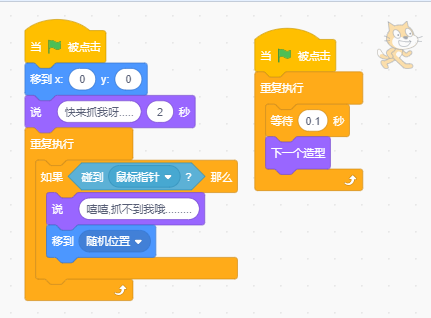 当 被点击
移到 x: 0 y: 0
说 快来抓我呀..... 2 秒
重复执行
如果 碰到 鼠标指针 ? 那么
说 嘻嘻,抓不到我哦.........
移到 随机位置
当 被点击
重复执行
等待 0.1 秒
下一个造型